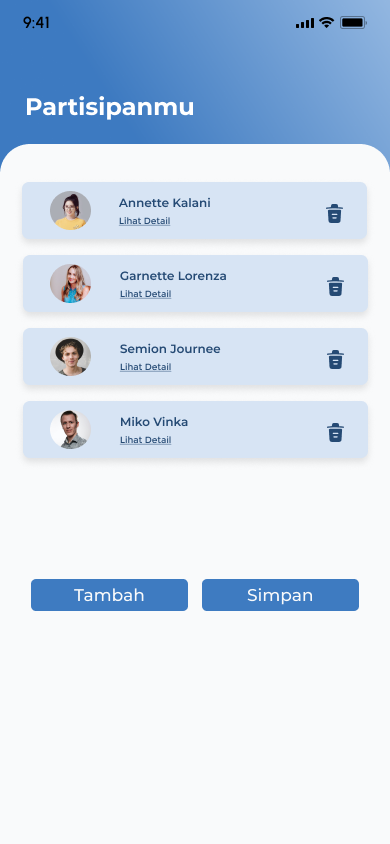 9:41
Partisipanmu
Annette Kalani
Lihat Detail
Garnette Lorenza
Lihat Detail
Semion Journee
Lihat Detail
Miko Vinka
Lihat Detail
Tambah
Simpan